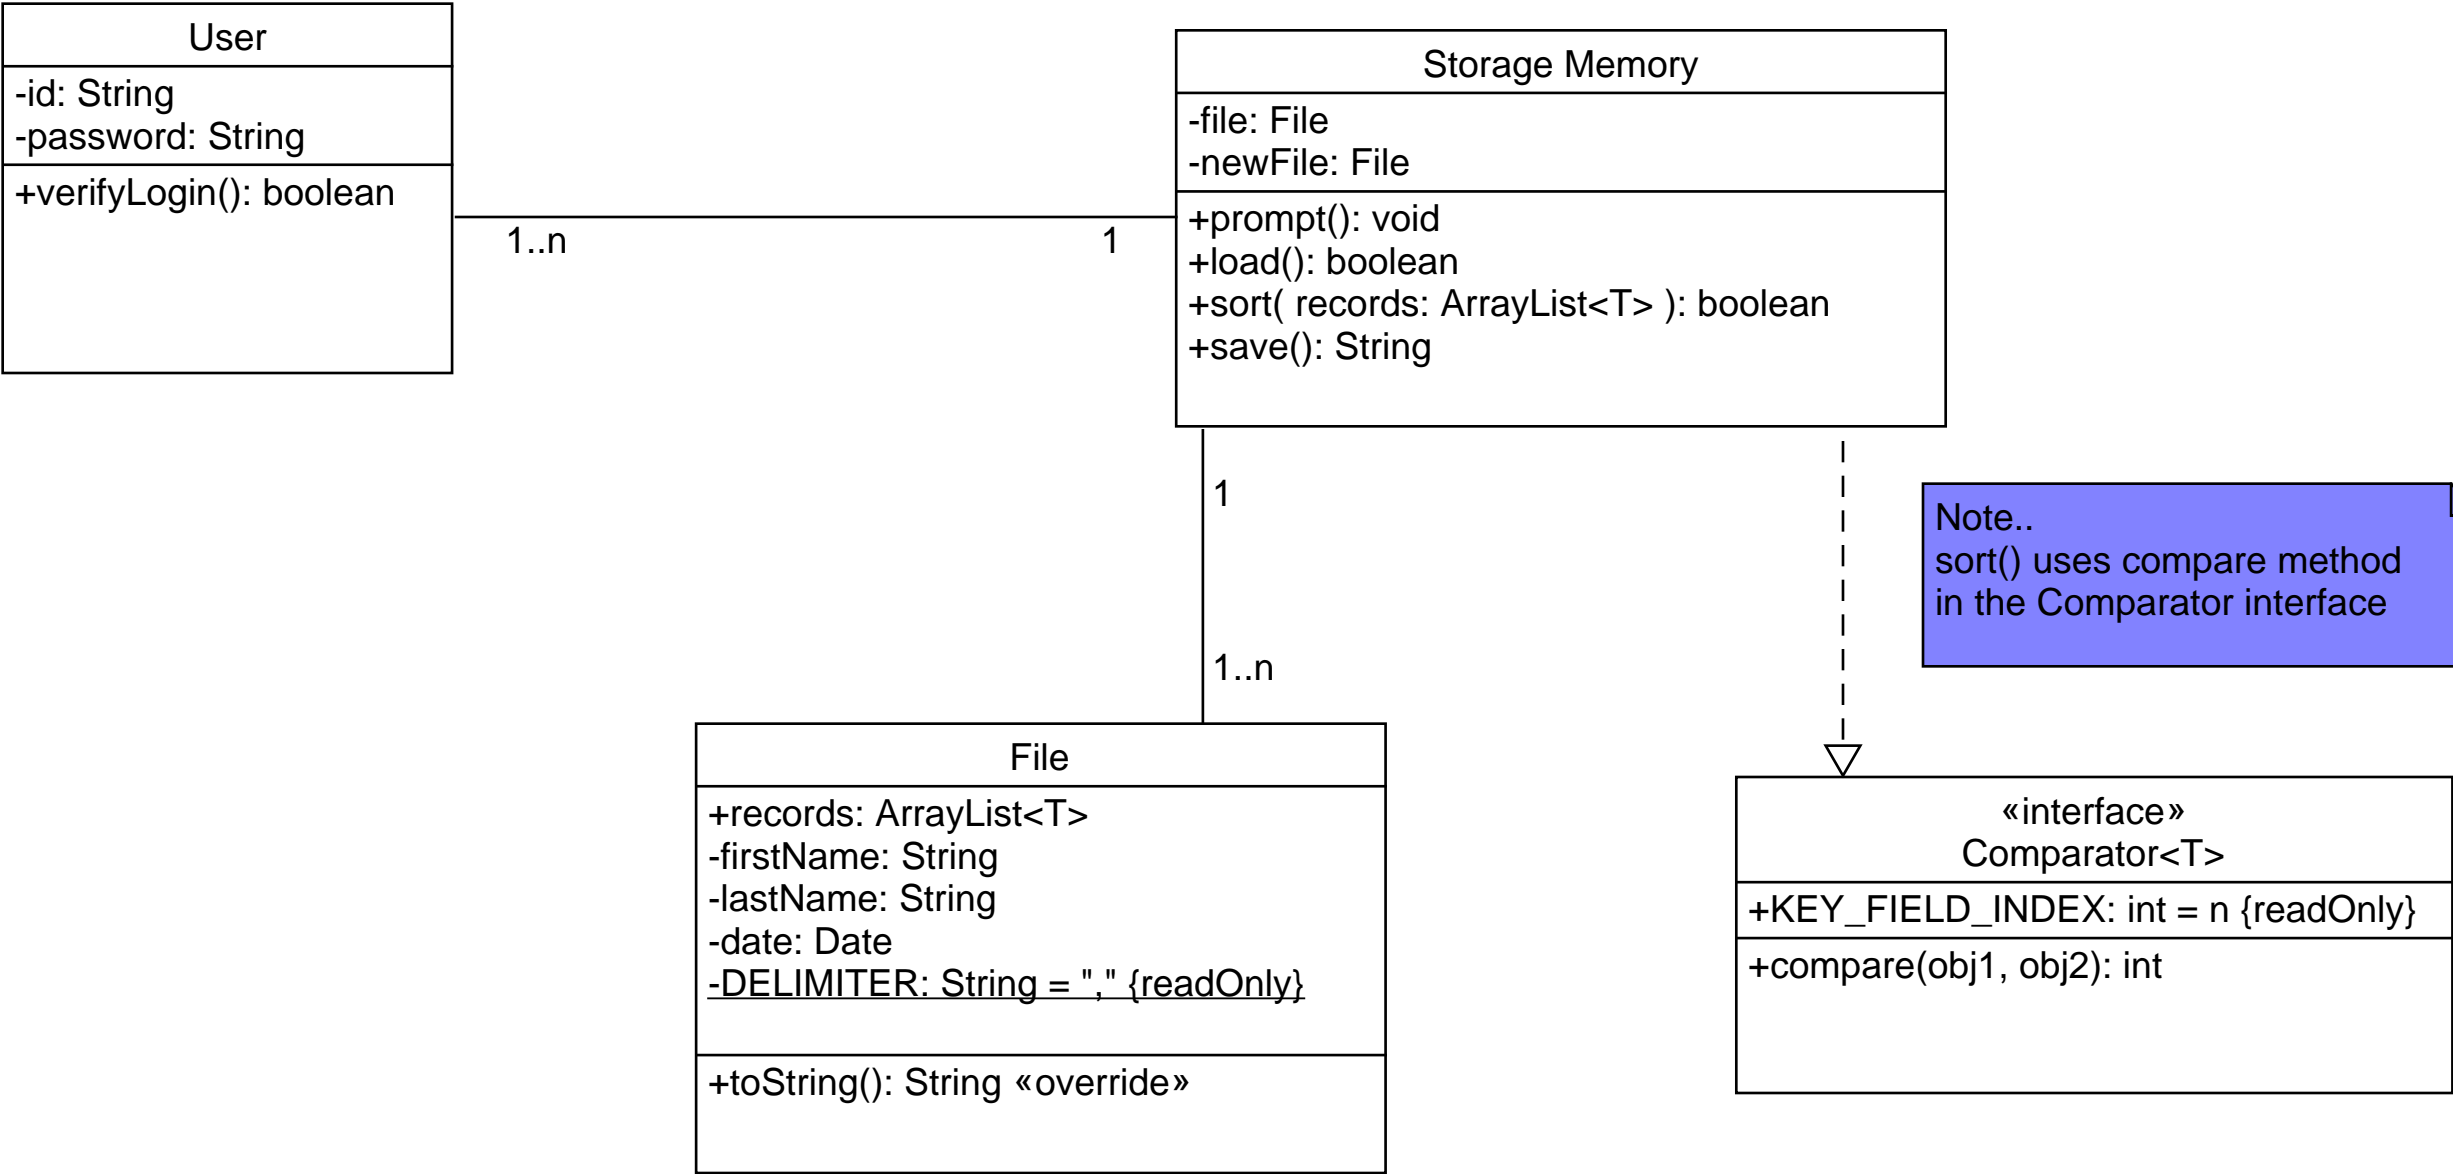 User
-id: String
-password: String
+verifyLogin(): boolean
1..n
1
Storage Memory
-file: File
-newFile: File
+prompt(): void
+load(): boolean
+sort( records: ArrayList<T> ): boolean
+save(): String
1
1..n
Note..
sort() uses compare method
in the Comparator interface
File
+records: ArrayList<T>
-firstName: String
-lastName: String
-date: Date
-DELIMITER: String = "," {readOnly}
+toString(): String «override»
«interface»
Comparator<T>
+KEY_FIELD_INDEX: int = n {readOnly}
+compare(obj1, obj2): int